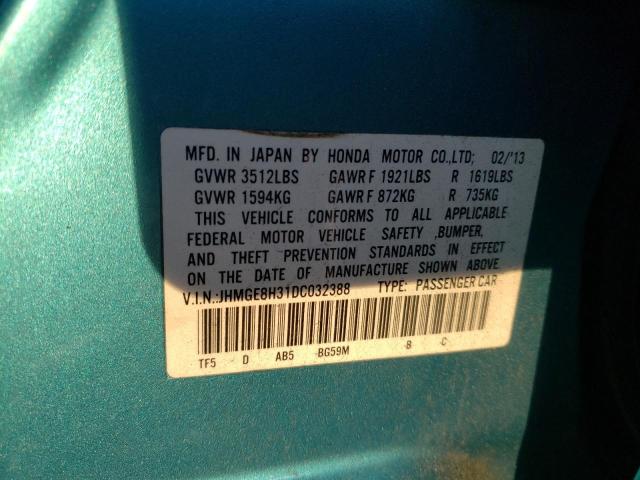 MFD. IN JAPAN BY HONDA MOTOR CO.,LTD; 02/'13
GVWR 3512LBS GAWR F 1921LBS R 1619LBS
GVWR 1594KG GAWR F 872KG R 735KG
THIS VEHICLE CONFORMS TO ALL APPLICABLE
FEDERAL MOTOR VEHICLE SAFETY ,BUMPER,
AND THEFT PREVENTION STANDARDS IN EFFECT
ON THE DATE OF MANUFACTURE SHOWN ABOVE.
V.I.N.:JHMGE8H31DC032388 TYPE: PASSENGER CAR
TF5 - D AB5 BG59M 8 C